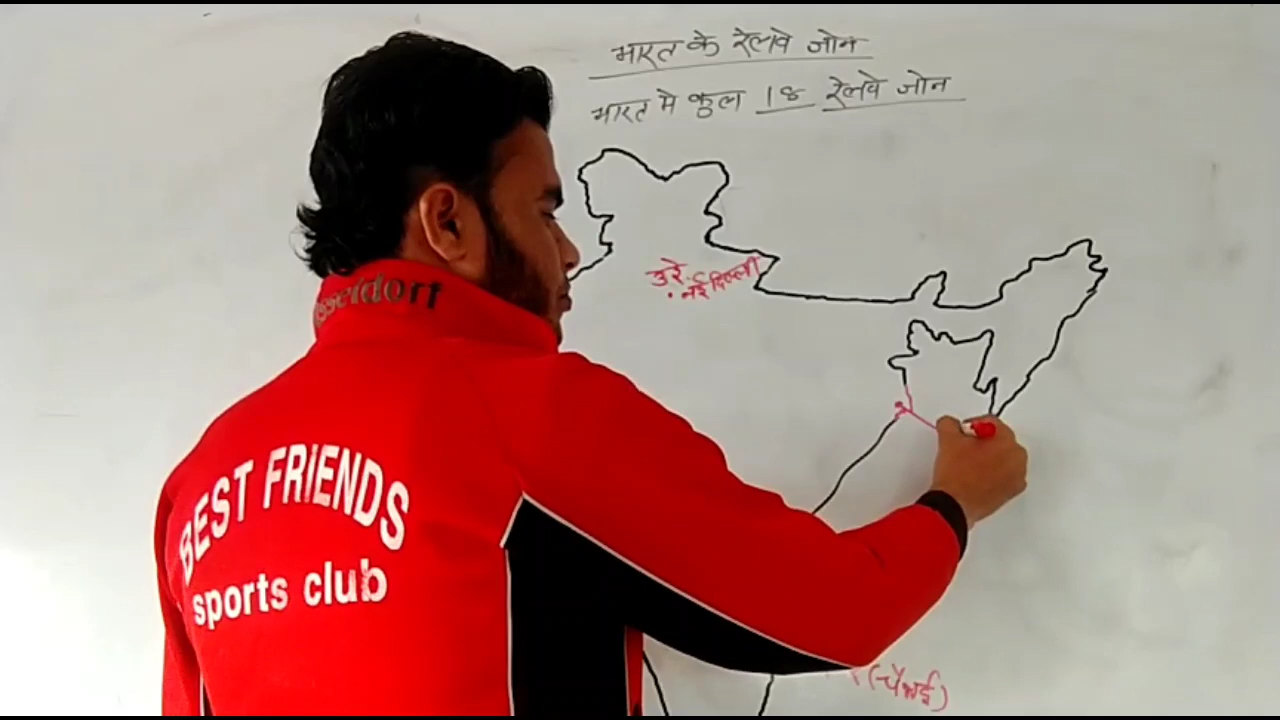 भारत के रेलवे जोन
भारत मे कुल 18 रेलवे जोन
उरे.
• नई दिल्ली
BEST FRiENDS
sports club
(चेन्नई)